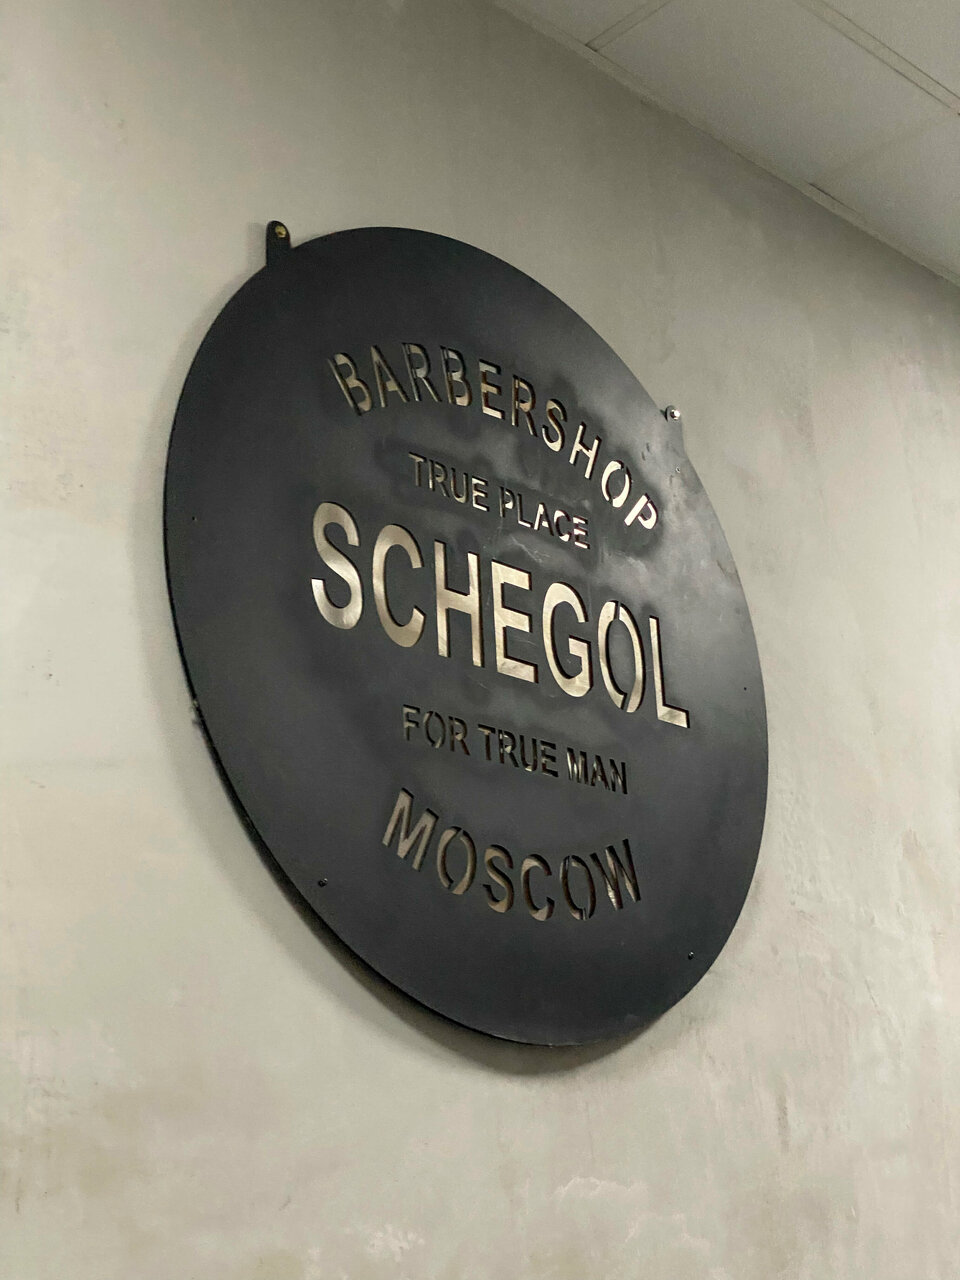 BARBERSHOP
TRUE PLACE
SCHEGOL
FOR TRUE MAN
MOSCOW